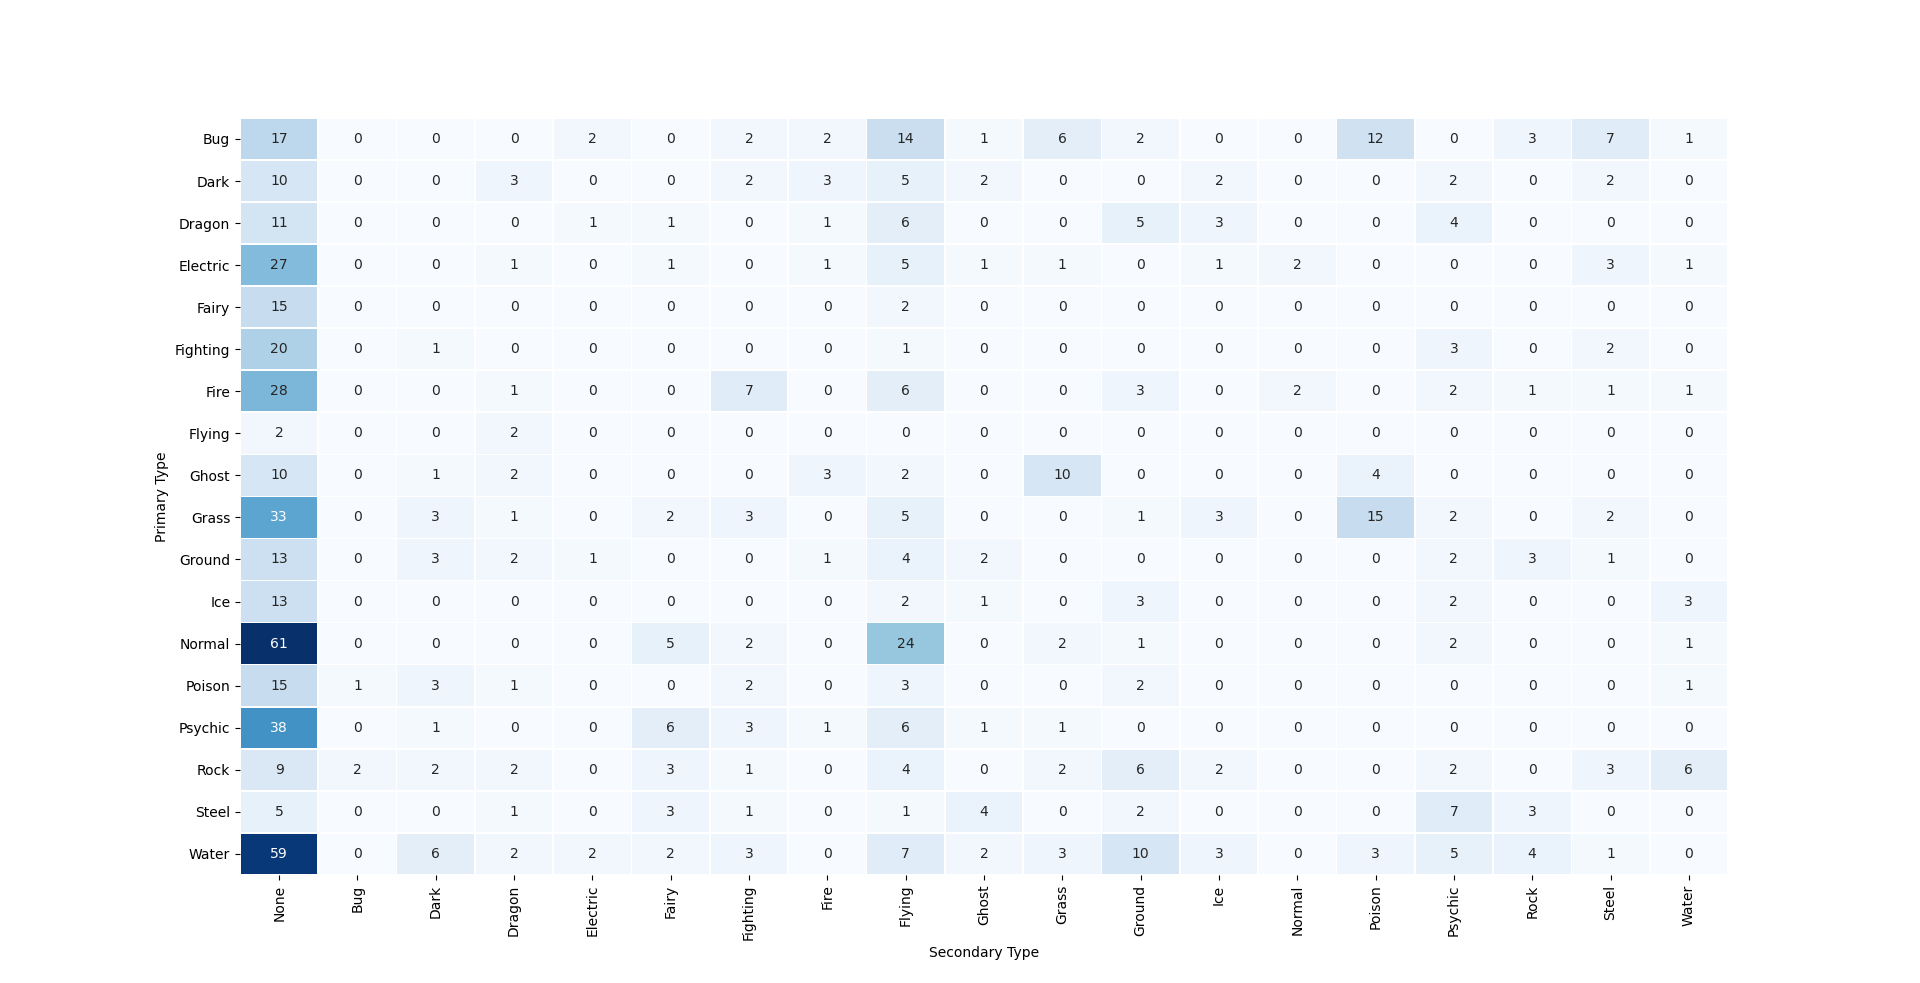 Primary Type
Bug 17 0 0 0 2 0 2 2 14 1 6 2 0 0 12 0 3 7 1
Dark 10 0 0 3 0 0 2 3 5 2 0 0 2 0 0 2 0 2 0
Dragon 11 0 0 0 1 1 0 1 6 0 0 5 3 0 0 4 0 0 0
Electric 27 0 0 1 0 1 0 1 5 1 1 0 1 2 0 0 0 3 1
Fairy 15 0 0 0 0 0 0 0 2 0 0 0 0 0 0 0 0 0 0
Fighting 20 0 1 0 0 0 0 0 1 0 0 0 0 0 0 3 0 2 0
Fire 28 0 0 1 0 0 7 0 6 0 0 3 0 2 0 2 1 1 1
Flying 2 0 0 2 0 0 0 0 0 0 0 0 0 0 0 0 0 0 0
Ghost 10 0 1 2 0 0 0 3 2 0 10 0 0 0 4 0 0 0 0
Grass 33 0 3 1 0 2 3 0 5 0 0 1 3 0 15 2 0 2 0
Ground 13 0 3 2 1 0 0 1 4 2 0 0 0 0 0 2 3 1 0
Ice 13 0 0 0 0 0 0 0 2 1 0 3 0 0 0 2 0 0 3
Normal 61 0 0 0 0 5 2 0 24 0 2 1 0 0 0 2 0 0 1
Poison 15 1 3 1 0 0 2 0 3 0 0 2 0 0 0 0 0 0 1
Psychic 38 0 1 0 0 6 3 1 6 1 1 0 0 0 0 0 0 0 0
Rock 9 2 2 2 0 3 1 0 4 0 2 6 2 0 0 2 0 3 6
Steel 5 0 0 1 0 3 1 0 1 4 0 2 0 0 0 7 3 0 0
Water 59 0 6 2 2 2 3 0 7 2 3 10 3 0 3 5 4 1 0
None Bug Dark Dragon Electric Fairy Fighting Fire Flying Ghost Grass Ground Ice Normal Poison Psychic Rock Steel Water
Secondary Type